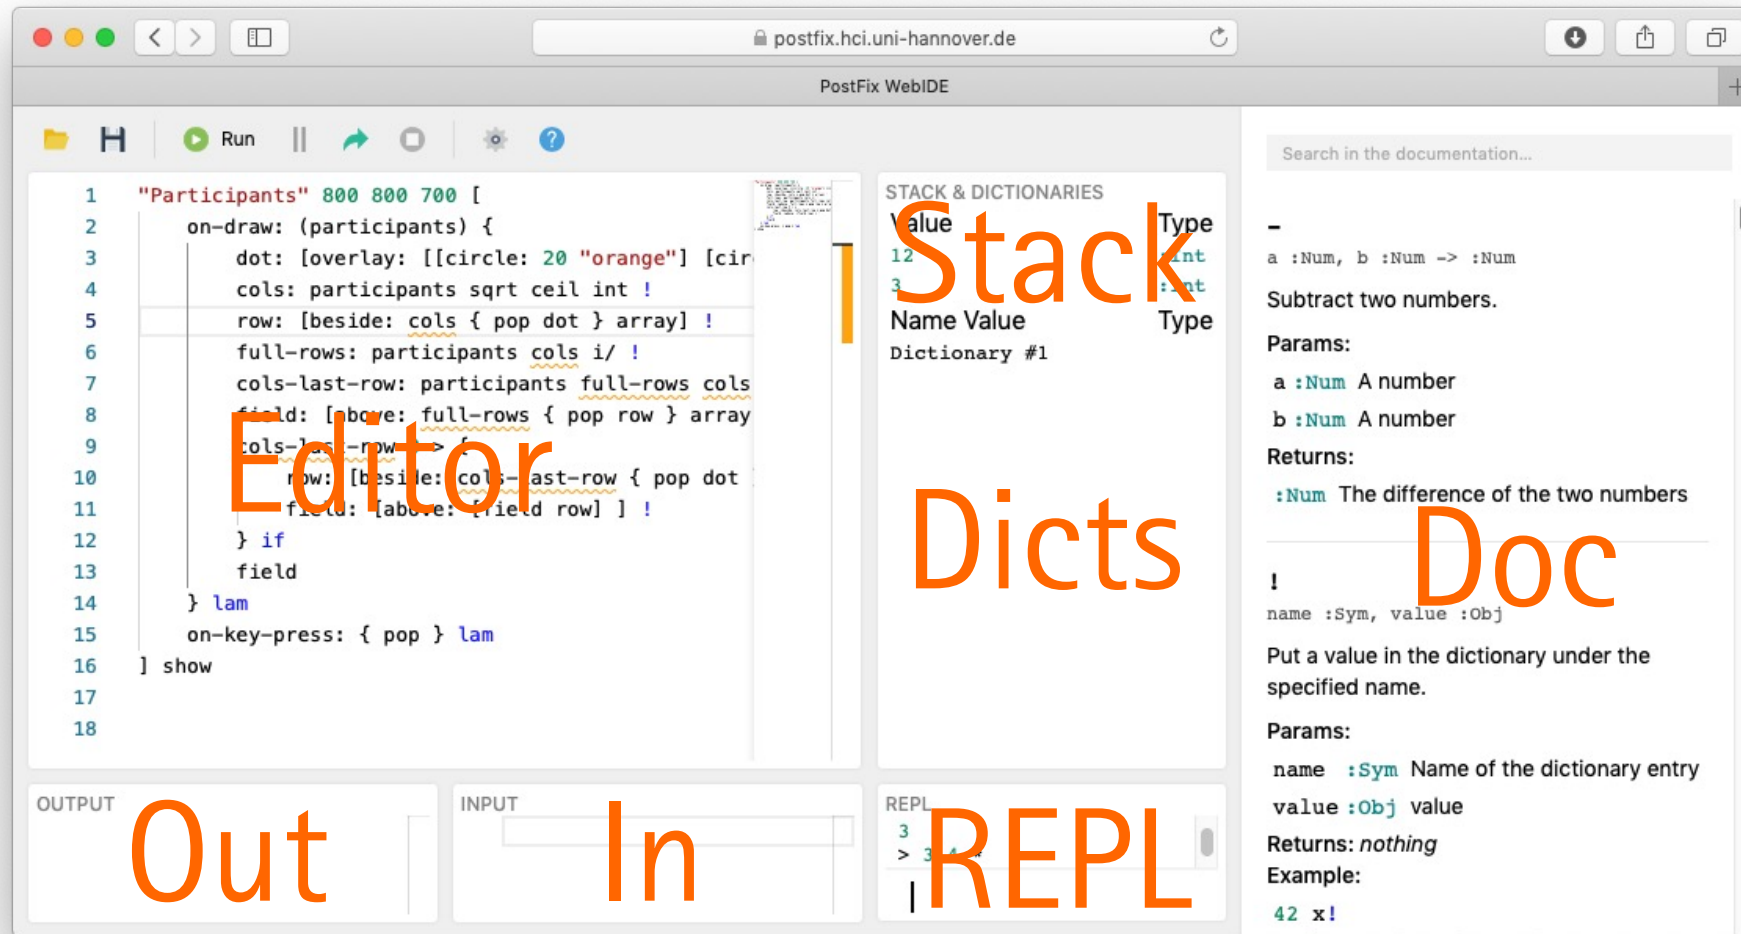 postfix.hci.uni-hannover.de
PostFix WebIDE
Run
Search in the documentation...
1 "Participants" 800 800 700 [
2 on-draw: (participants) {
3 dot: [overlay: [[circle: 20 "orange"] [cir
4 cols: participants sqrt ceil int !
5 row: [beside: cols { pop dot } array] !
6 full-rows: participants cols i/ !
7 cols-last-row: participants full-rows cols
8 field: [above: full-rows { pop row } array
9 cols-last-row > {
10 row: [beside: cols-last-row { pop dot
11 field: [above: [field row] ] !
12 } if
13 field
14 } lam
15 on-key-press: { pop } lam
16 ] show
17
18
Editor
STACK & DICTIONARIES
Value Type
12 :Int
3 :Int
Stack
Name Value Type
Dictionary #1
Dicts
OUTPUT
Out
INPUT
In
REPL
3
> 3 4 *
REPL
–
a :Num, b :Num -> :Num
Subtract two numbers.
Params:
a :Num A number
b :Num A number
Returns:
:Num The difference of the two numbers
Doc
!
name :Sym, value :Obj
Put a value in the dictionary under the
specified name.
Params:
name :Sym Name of the dictionary entry
value :Obj value
Returns: nothing
Example:
42 x!